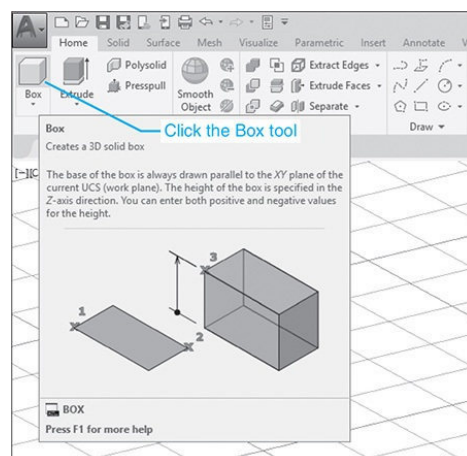 A
Home Solid Surface Mesh Visualize Parametric Insert Annotate
Box
Extrude
Polysolid
Presspull
Smooth
Object
Extract Edges
Extrude Faces
Separate
Draw
Click the Box tool
Box
Creates a 3D solid box
The base of the box is always drawn parallel to the XY plane of the
current UCS (work plane). The height of the box is specified in the
Z-axis direction. You can enter both positive and negative values
for the height.
1
2
3
BOX
Press F1 for more help